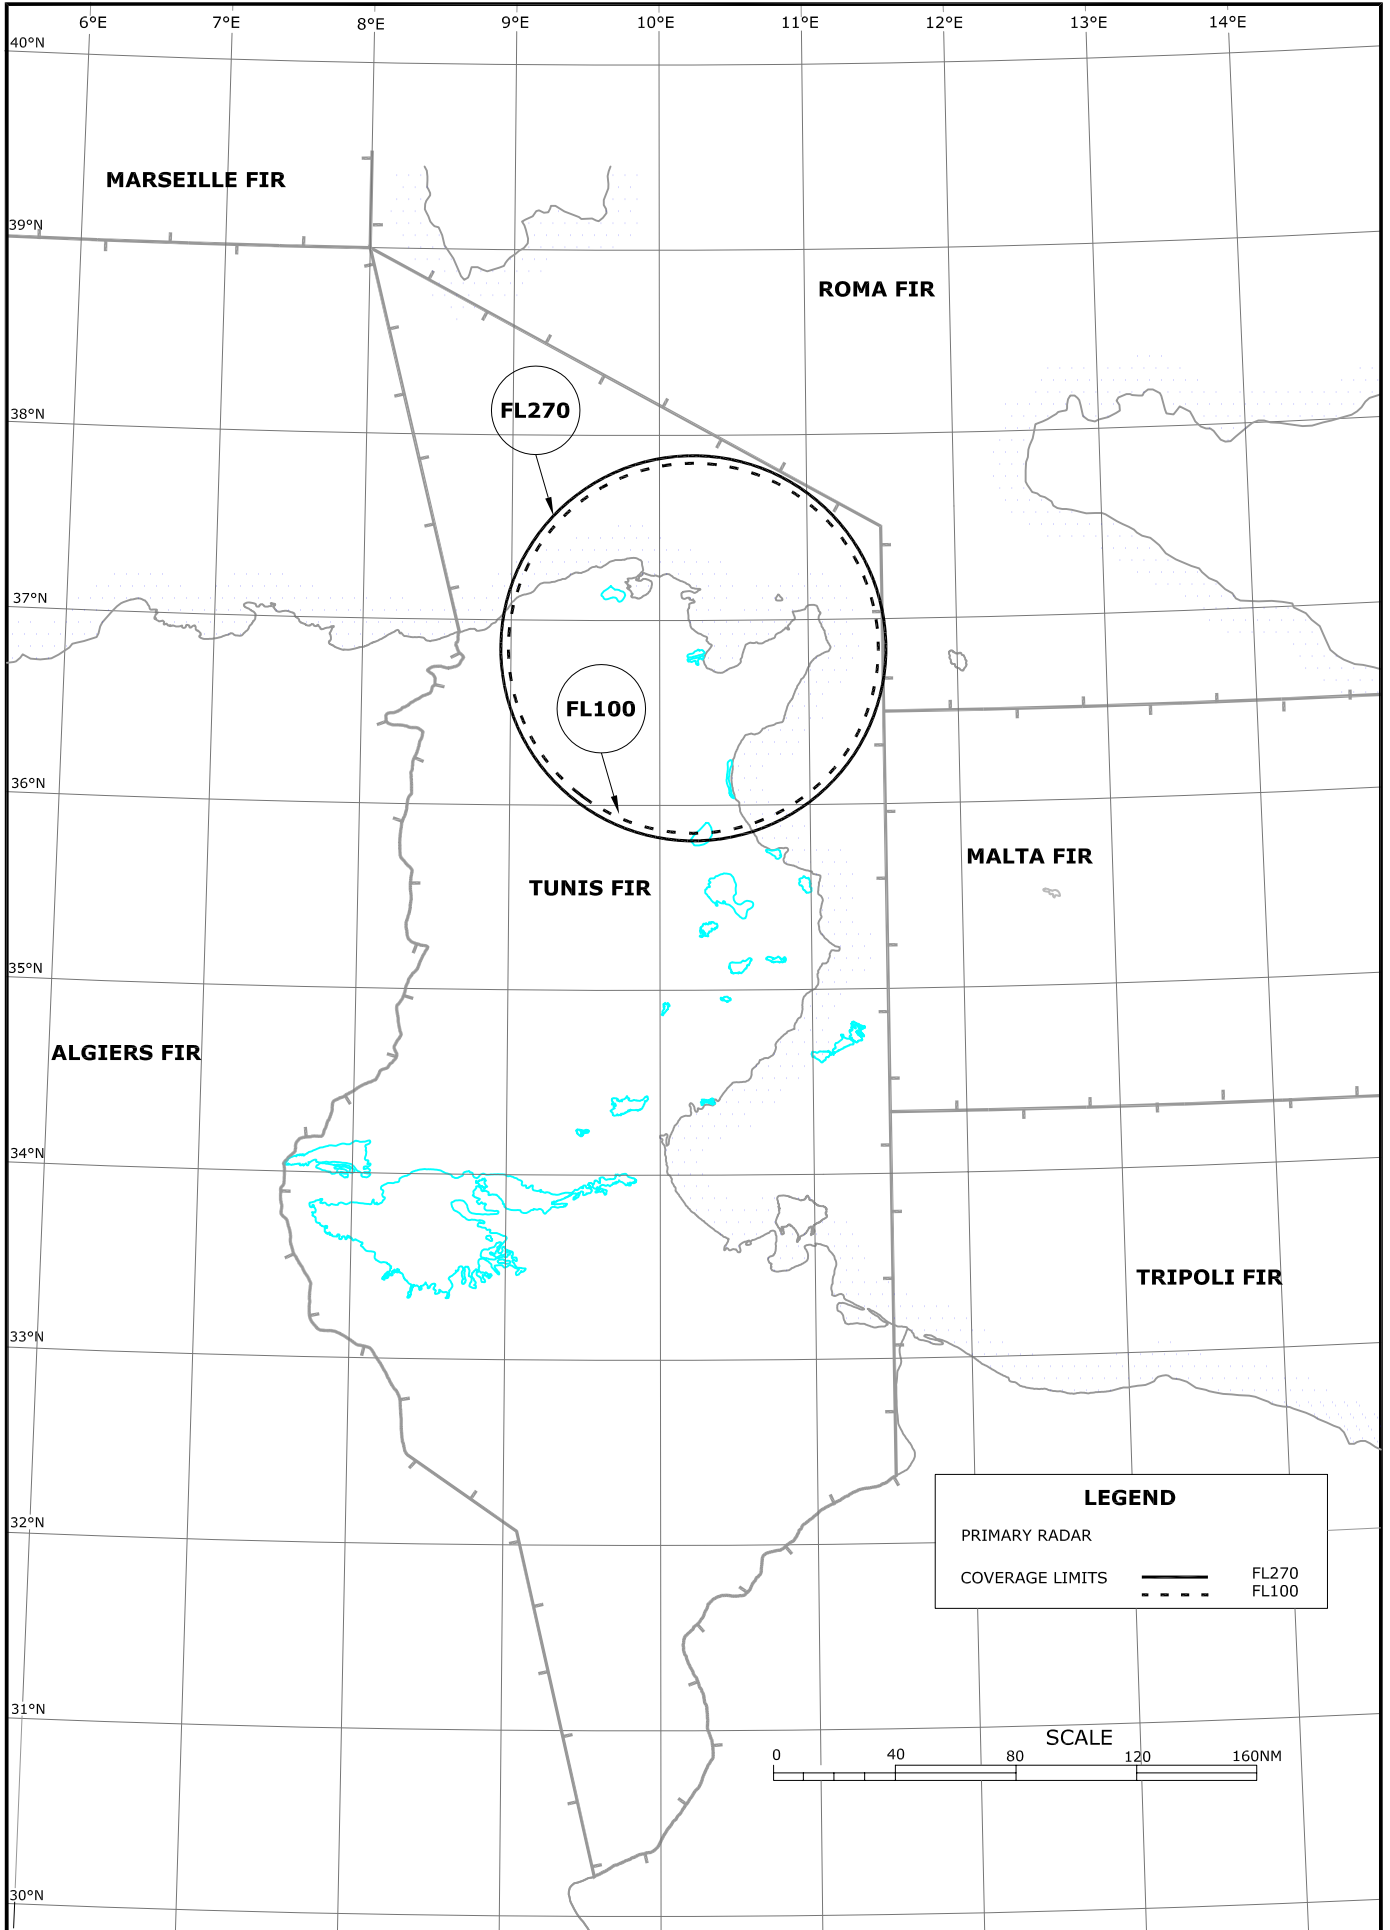 6°E 7°E 8°E 9°E 10°E 11°E 12°E 13°E 14°E
40°N
MARSEILLE FIR
39°N
ROMA FIR
FL270
38°N
37°N
FL100
36°N
MALTA FIR
TUNIS FIR
35°N
ALGIERS FIR
34°N
TRIPOLI FIR
33°N
LEGEND
32°N
PRIMARY RADAR
COVERAGE LIMITS FL270
FL100
31°N
SCALE
0 40 80 120 160NM
30°N